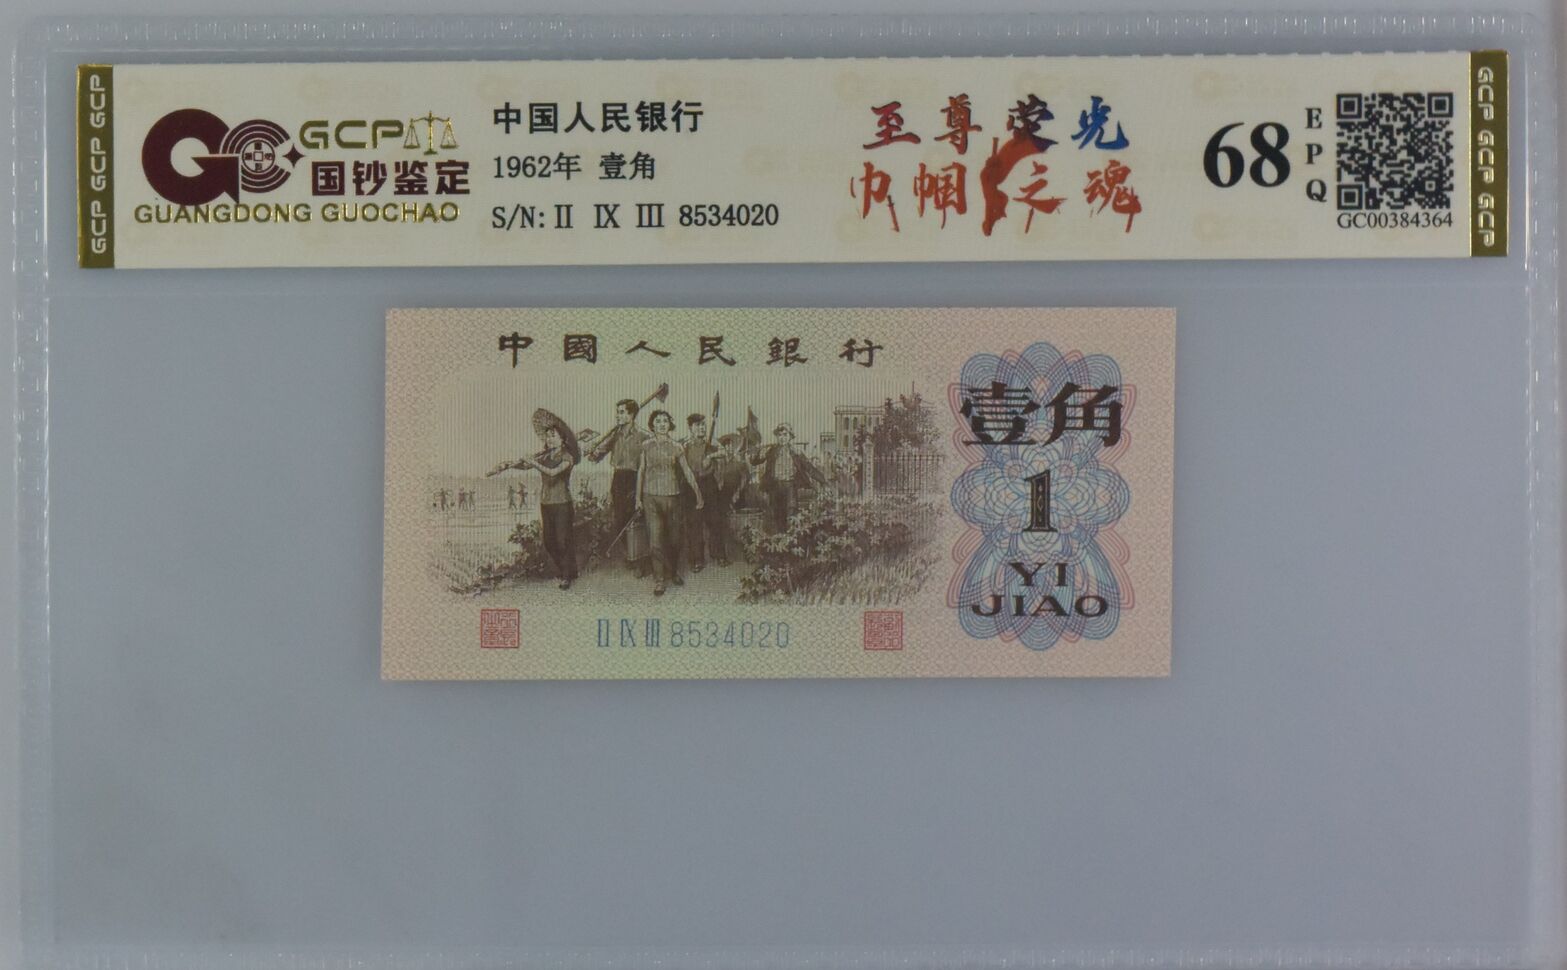 GCP GCP GCP
GCP
国钞鉴定
GUANGDONG GUOCHAO
中国人民银行
1962年 壹角
S/N: Ⅱ Ⅸ Ⅲ 8534020
至尊荣光
巾帼之魂
68
EPQ
GC00384364
GCP GCP GCP
中國人民銀行
壹角
1
YI
JIAO
Ⅱ Ⅸ Ⅲ 8534020